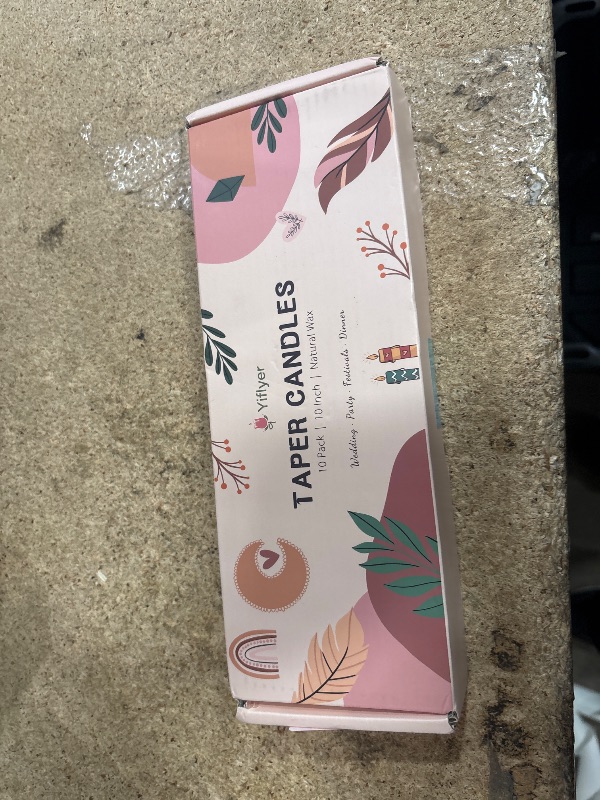 Yiflyer
TAPER CANDLES
10 Pack | 10 Inch | Natural Wax
Wedding · Party · Festivals · Dinner